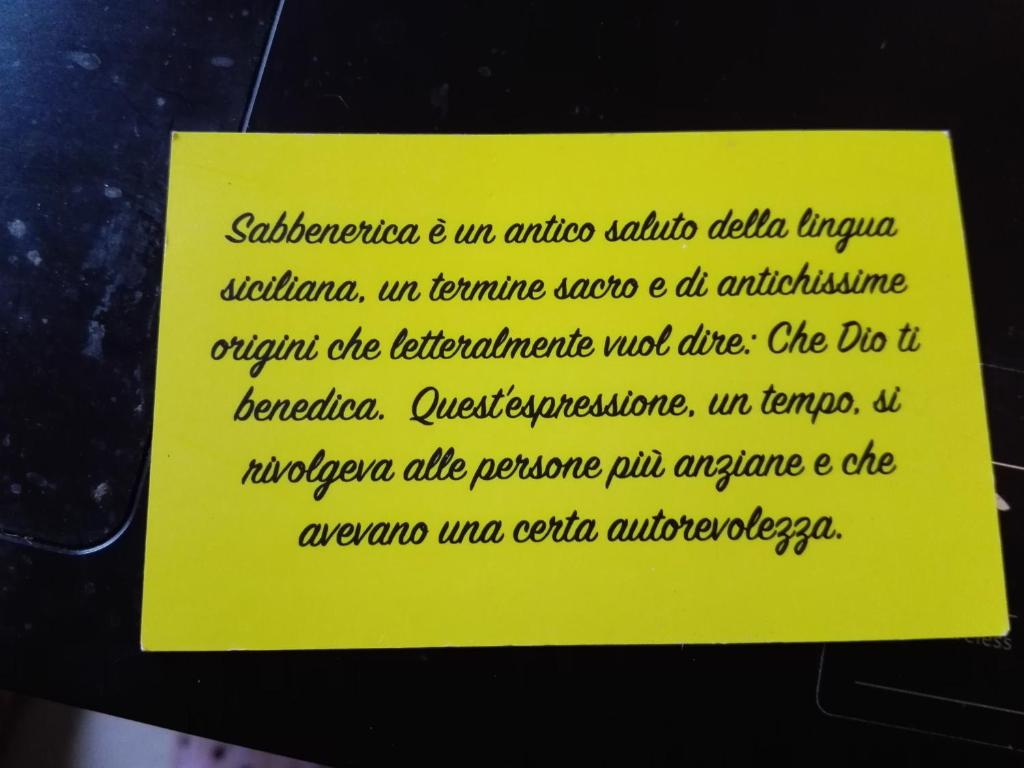 Sabbenerica è un antico saluto della lingua
siciliana, un termine sacro e di antichissime
origini che letteralmente vuol dire: Che Dio ti
benedica. Quest'espressione, un tempo, si
rivolgeva alle persone più anziane e che
avevano una certa autorevolezza.